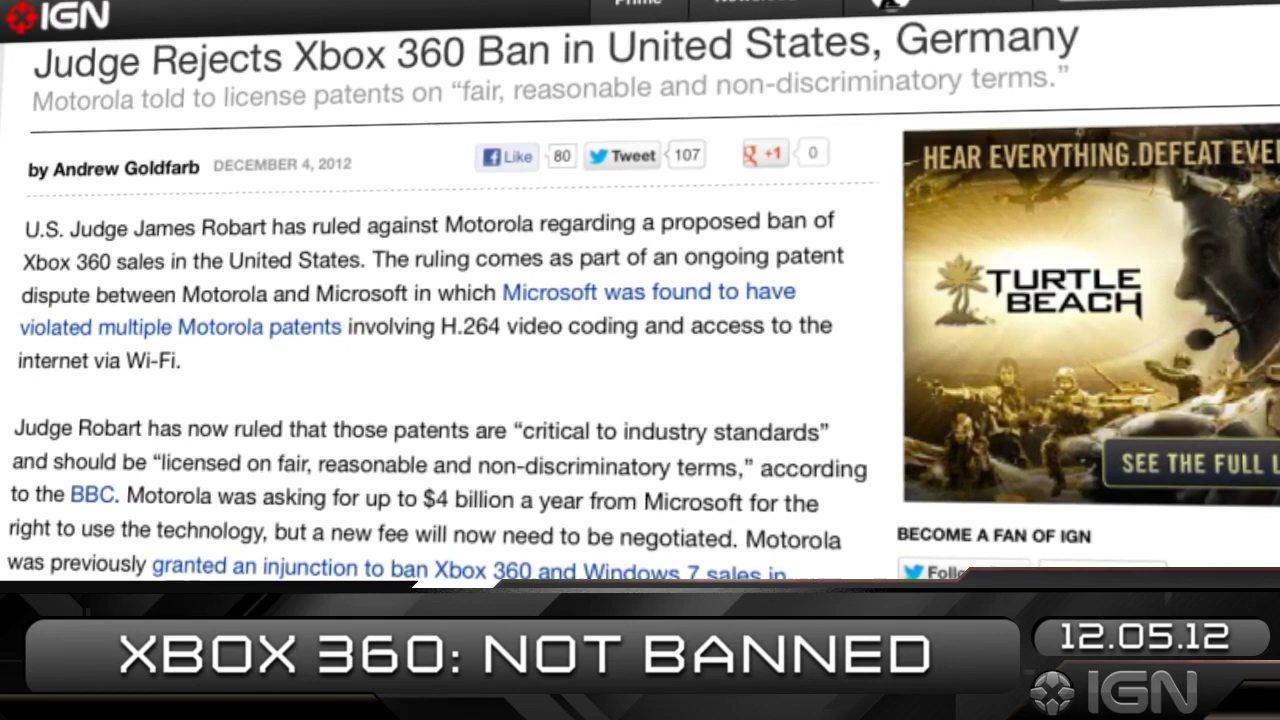 IGN
Prime
Judge Rejects Xbox 360 Ban in United States, Germany
Motorola told to license patents on “fair, reasonable and non-discriminatory terms.”
by Andrew Goldfarb DECEMBER 4, 2012
Like 80 Tweet 107 +1 0
U.S. Judge James Robart has ruled against Motorola regarding a proposed ban of
Xbox 360 sales in the United States. The ruling comes as part of an ongoing patent
dispute between Motorola and Microsoft in which Microsoft was found to have
violated multiple Motorola patents involving H.264 video coding and access to the
internet via Wi-Fi.
Judge Robart has now ruled that those patents are “critical to industry standards”
and should be “licensed on fair, reasonable and non-discriminatory terms,” according
to the BBC. Motorola was asking for up to $4 billion a year from Microsoft for the
right to use the technology, but a new fee will now need to be negotiated. Motorola
was previously granted an injunction to ban Xbox 360 and Windows 7 sales in
HEAR EVERYTHING. DEFEAT
TURTLE
BEACH
SEE THE FULL
BECOME A FAN OF IGN
XBOX 360: NOT BANNED
12.05.12
IGN